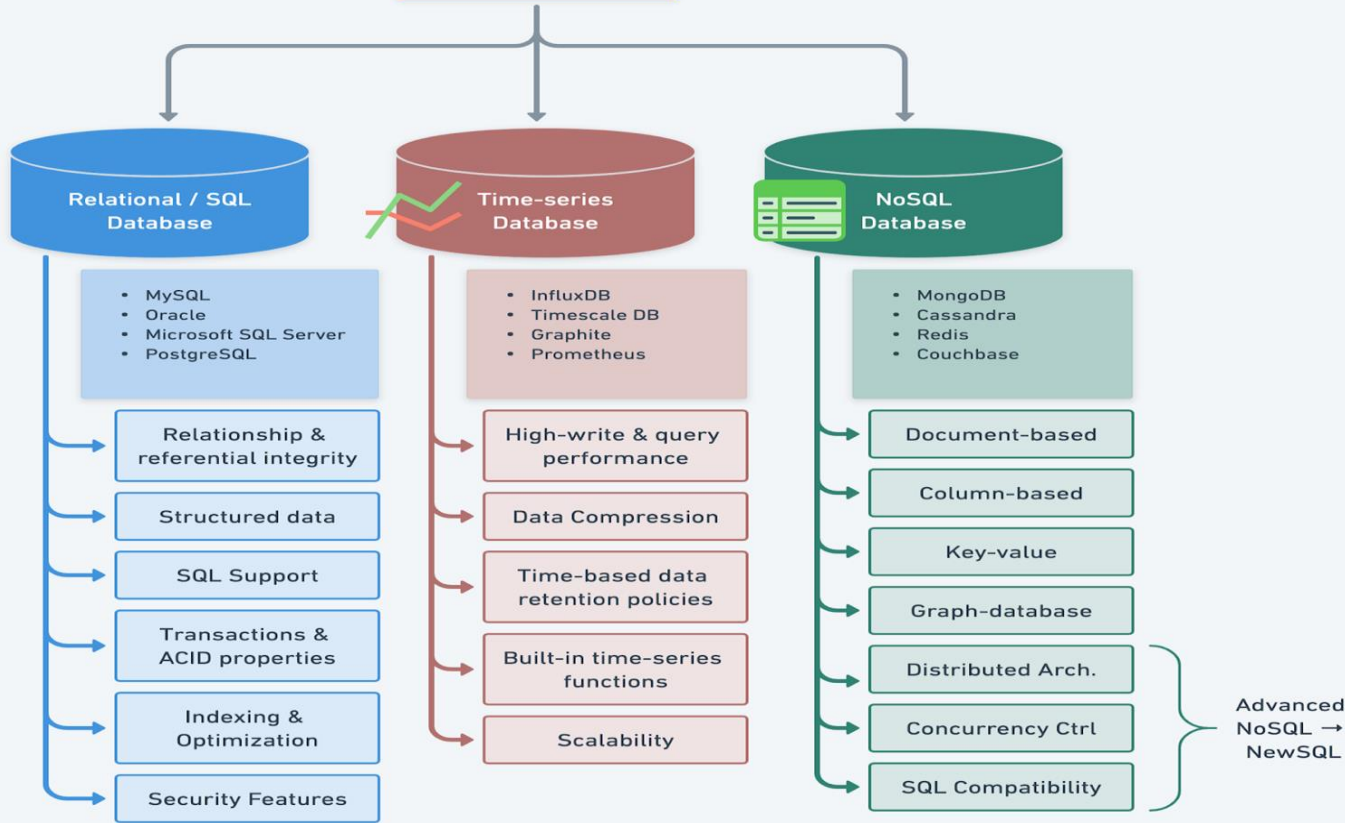 Relational / SQL
Database
• MySQL
• Oracle
• Microsoft SQL Server
• PostgreSQL
Relationship &
referential integrity
Structured data
SQL Support
Transactions &
ACID properties
Indexing &
Optimization
Security Features
Time-series
Database
• InfluxDB
• Timescale DB
• Graphite
• Prometheus
High-write & query
performance
Data Compression
Time-based data
retention policies
Built-in time-series
functions
Scalability
NoSQL
Database
• MongoDB
• Cassandra
• Redis
• Couchbase
Document-based
Column-based
Key-value
Graph-database
Distributed Arch.
Concurrency Ctrl
SQL Compatibility
Advanced
NoSQL →
NewSQL